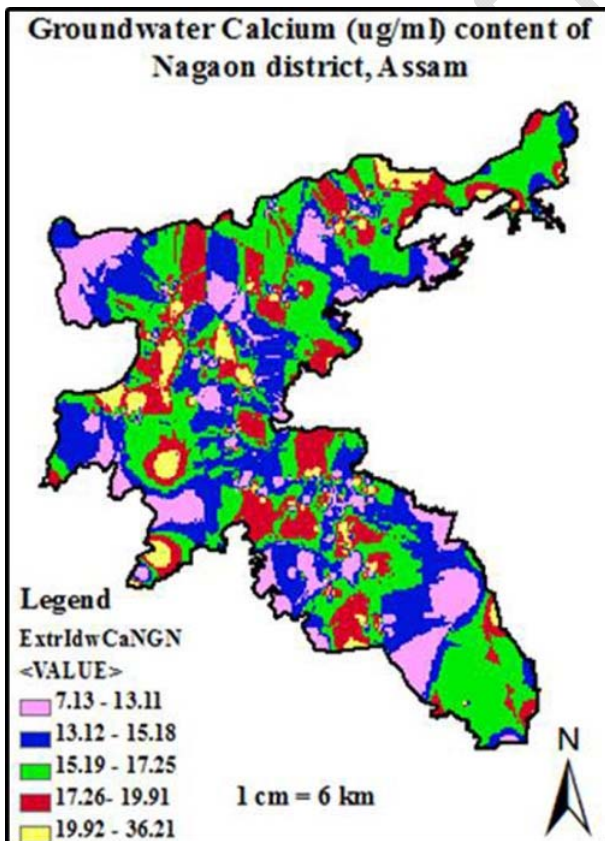 Groundwater Calcium (ug/ml) content of
Nagaon district, Assam
Legend
ExtrIdwCaNGN
<VALUE>
7.13 - 13.11
13.12 - 15.18
15.19 - 17.25
17.26- 19.91
19.92 - 36.21
1 cm = 6 km
N